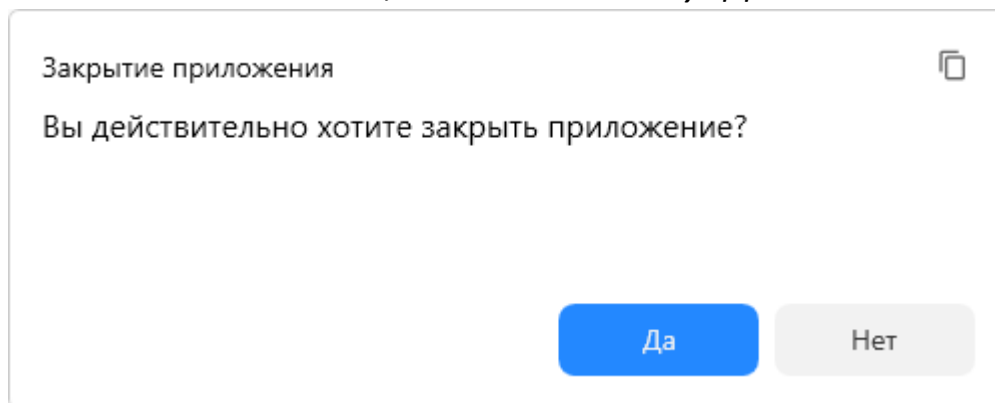 Закрытие приложения
Вы действительно хотите закрыть приложение?
Да
Нет